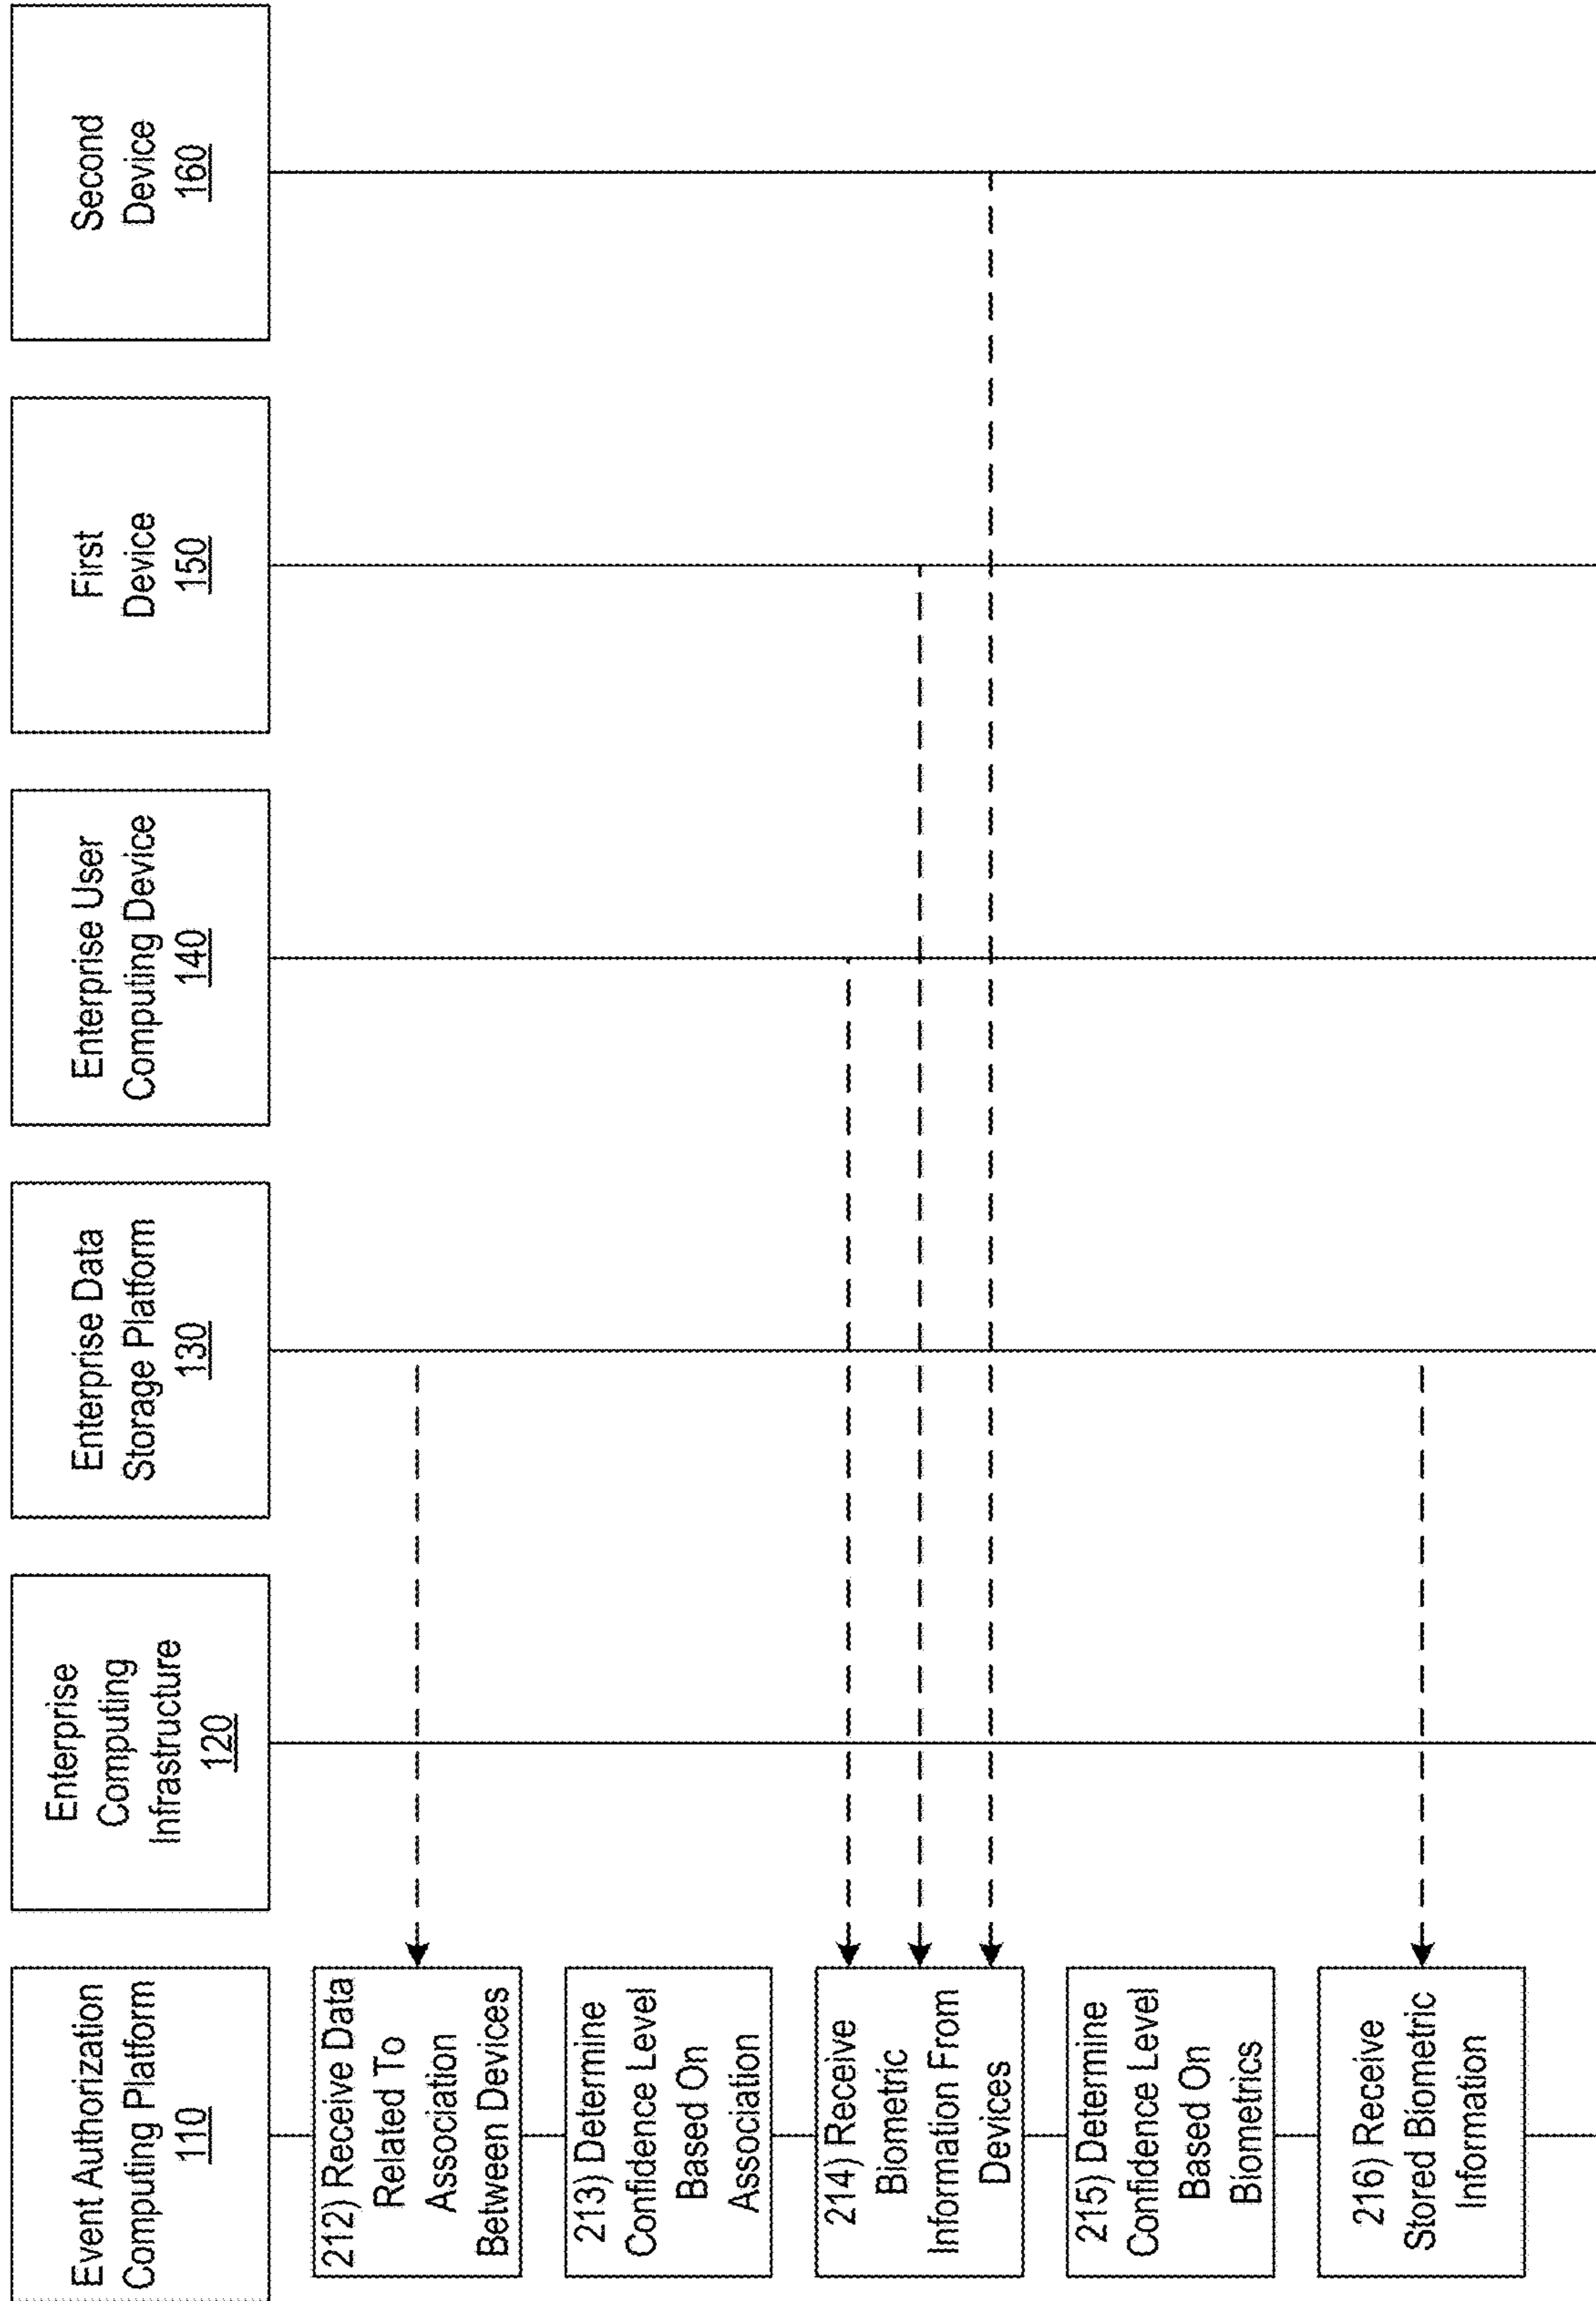 Event Authorization
Computing Platform
110
Enterprise
Computing
Infrastructure
120
Enterprise Data
Storage Platform
130
Enterprise User
Computing Device
140
First
Device
150
Second
Device
160
212) Receive Data
Related To
Association
Between Devices
213) Determine
Confidence Level
Based On
Association
214) Receive
Biometric
Information From
Devices
215) Determine
Confidence Level
Based On
Biometrics
216) Receive
Stored Biometric
Information